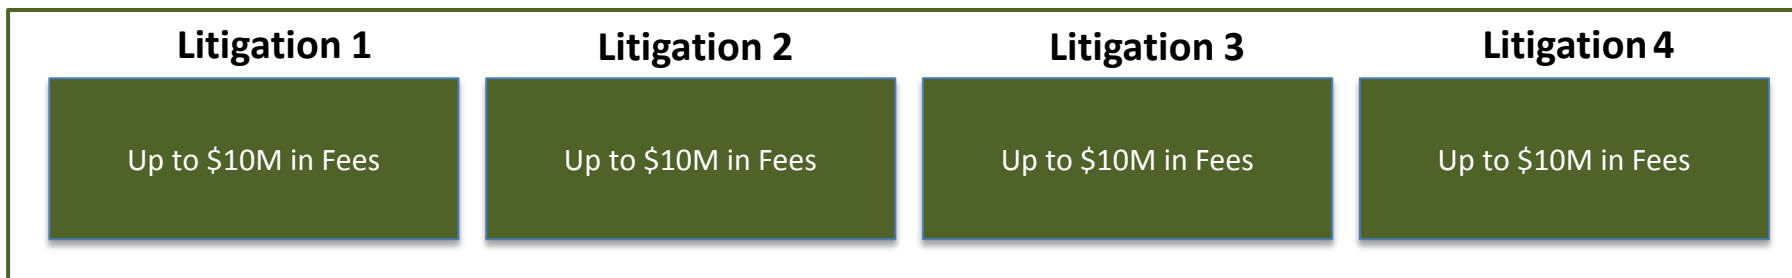 Litigation 1
Litigation 2
Litigation 3
Litigation 4
Up to $10M in Fees
Up to $10M in Fees
Up to $10M in Fees
Up to $10M in Fees